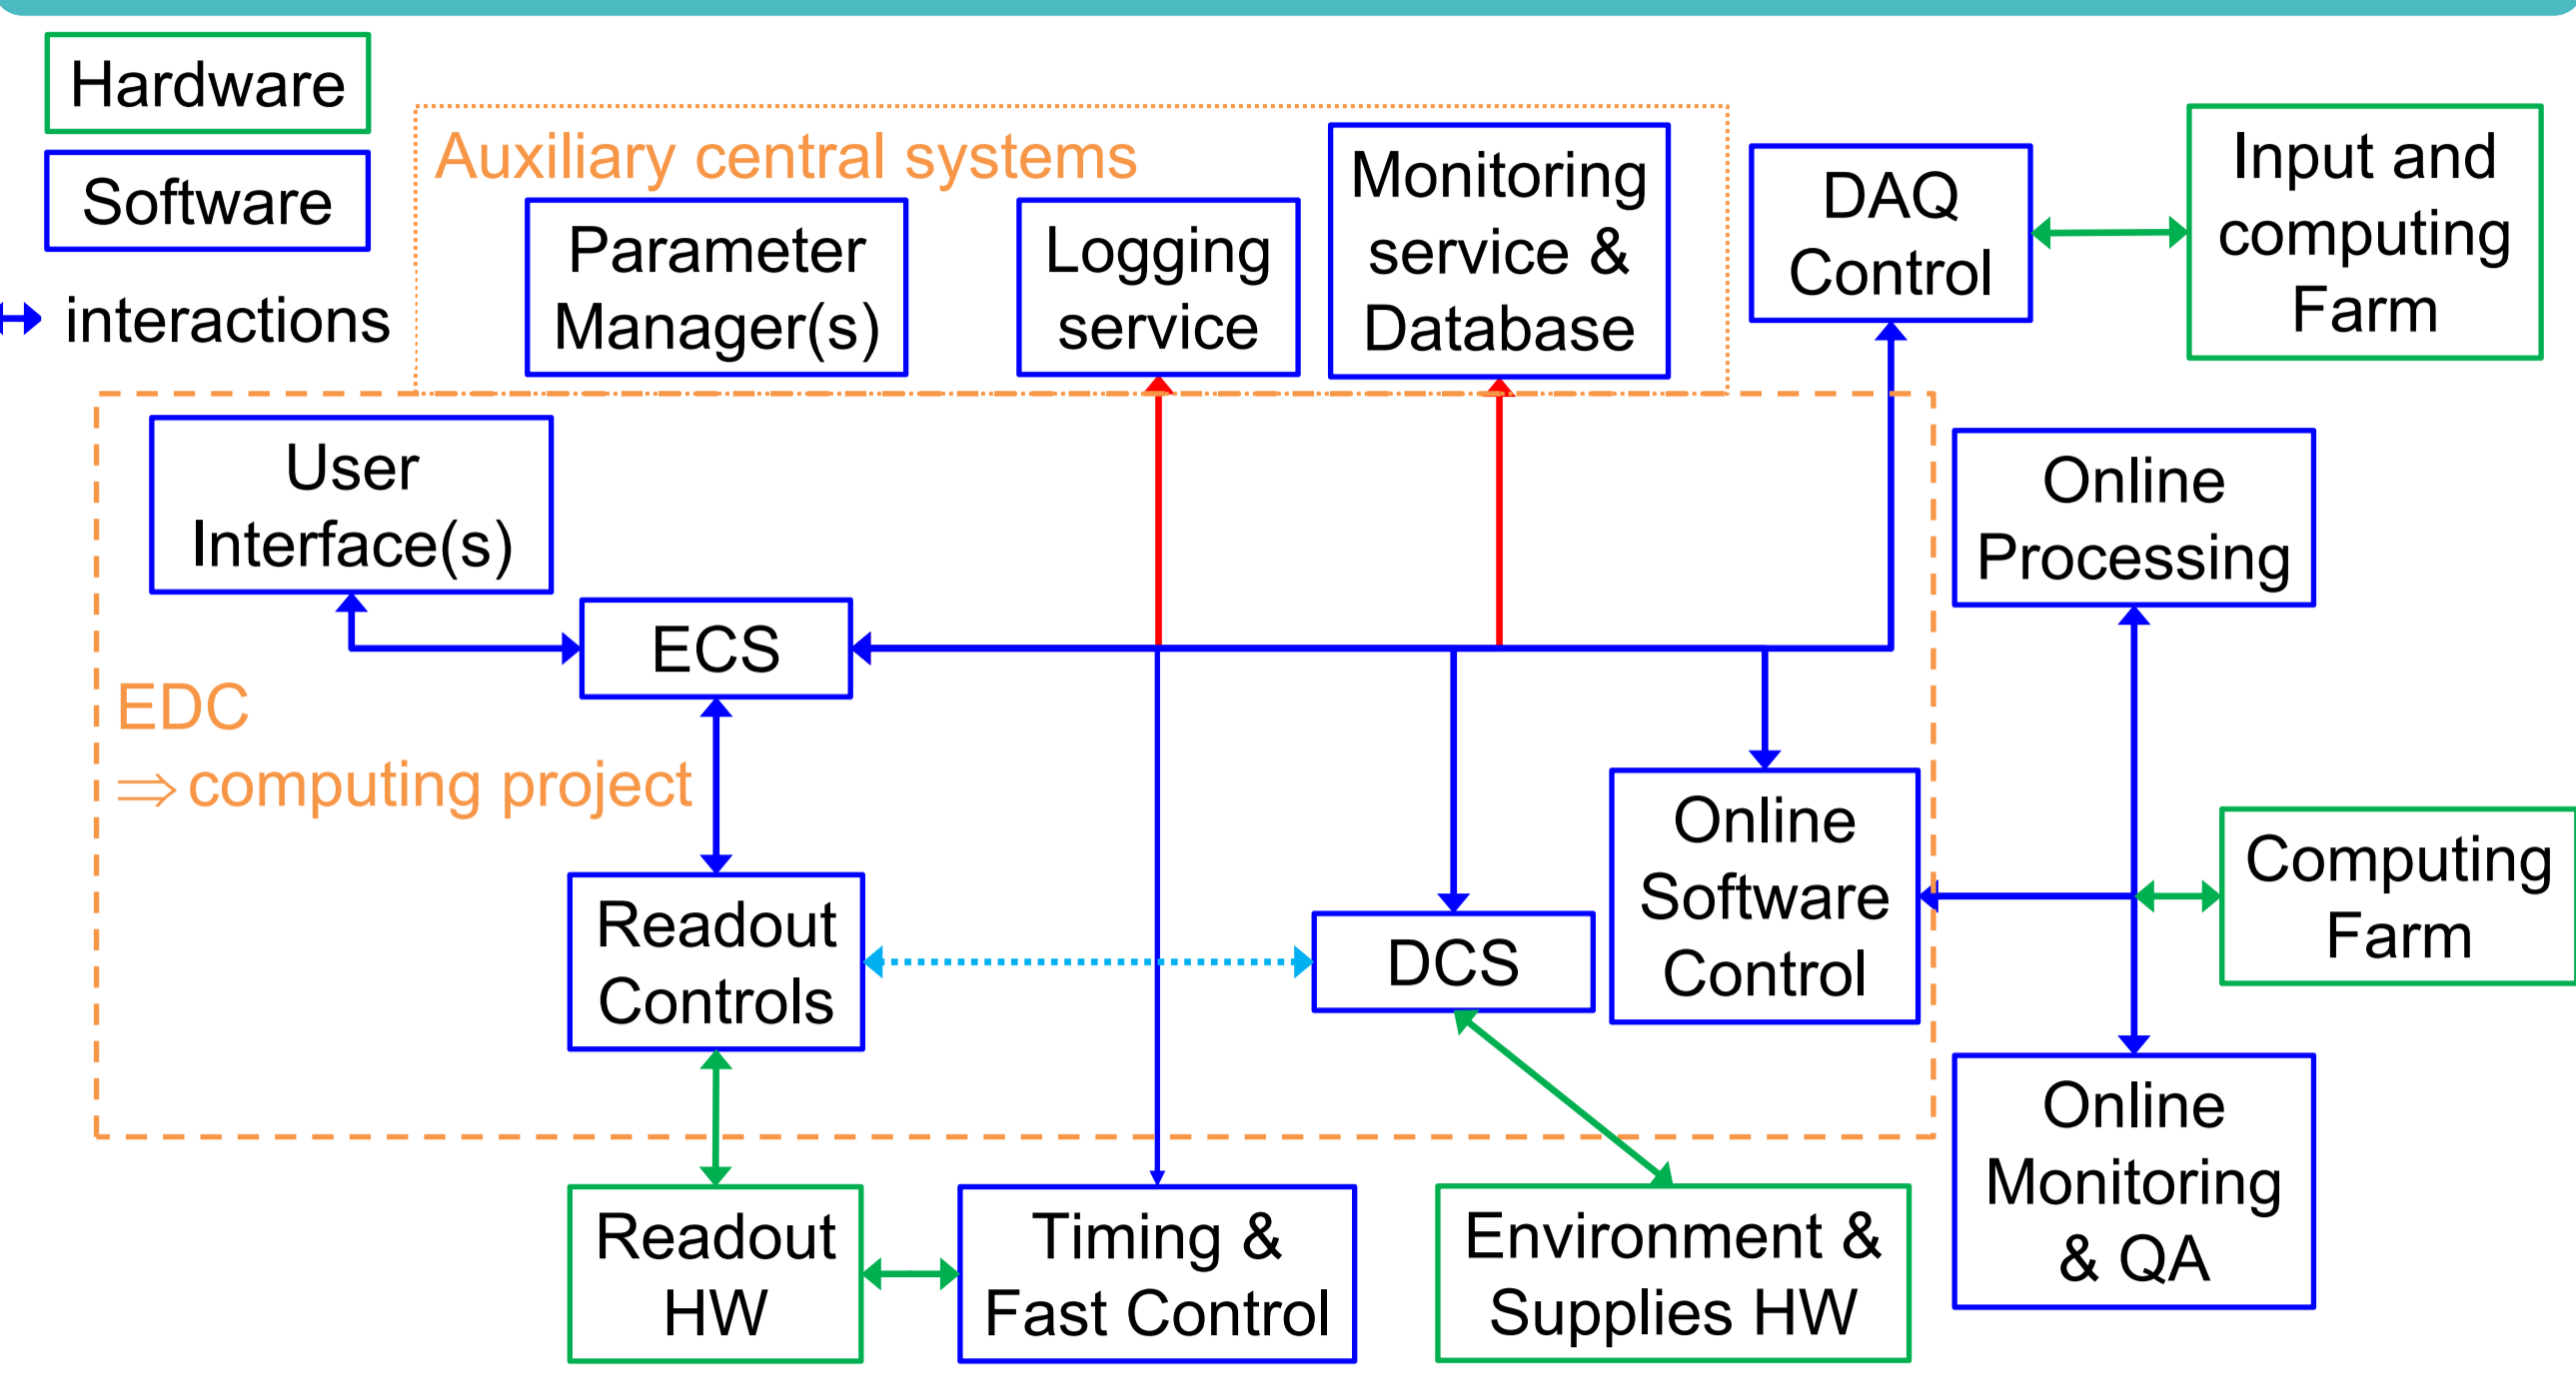 Hardware
Software
interactions
Auxiliary central systems
Parameter
Manager(s)
Logging
service
Monitoring
service &
Database
DAQ
Control
Input and
computing
Farm
User
Interface(s)
ECS
EDC
⇒ computing project
Online
Processing
Readout
Controls
DCS
Online
Software
Control
Computing
Farm
Readout
HW
Timing &
Fast Control
Environment &
Supplies HW
Online
Monitoring
& QA